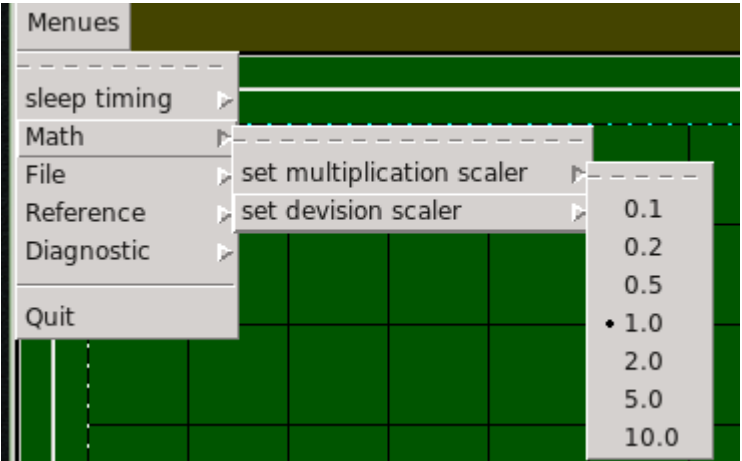 Menues
sleep timing
Math
File
Reference
Diagnostic
Quit
set multiplication scaler
set devision scaler
0.1
0.2
0.5
1.0
2.0
5.0
10.0